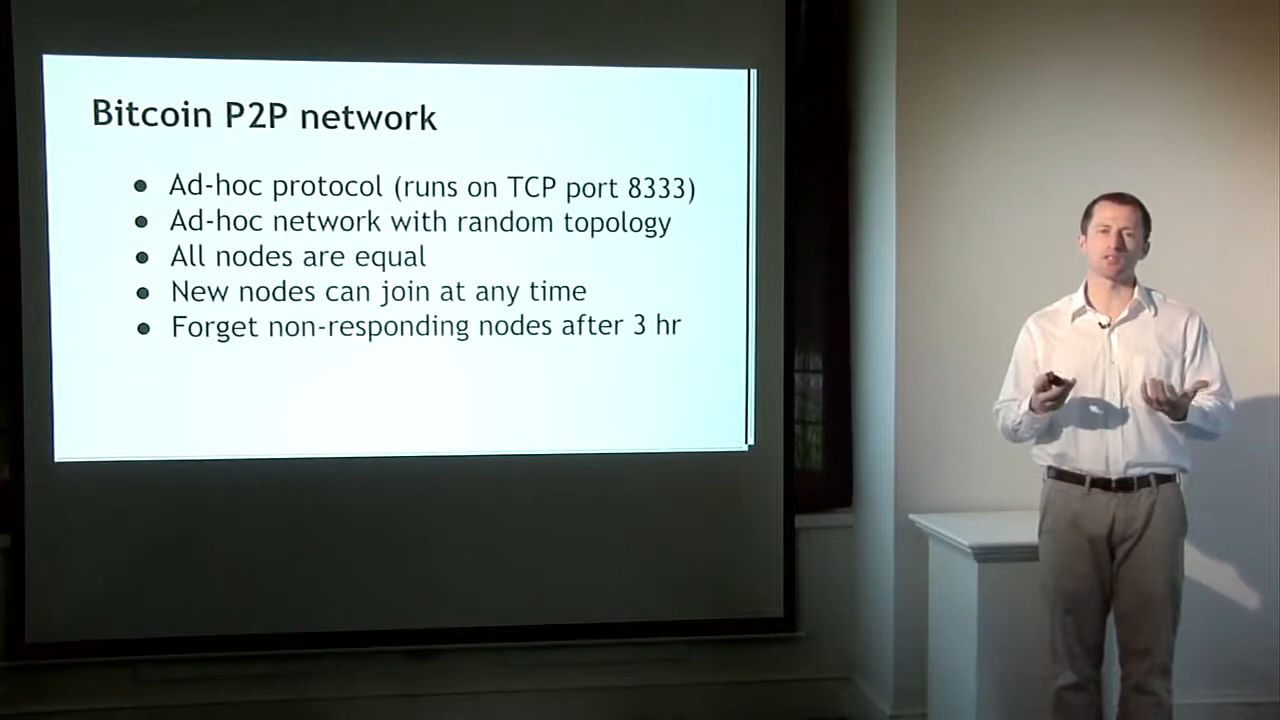 Bitcoin P2P network
● Ad-hoc protocol (runs on TCP port 8333)
● Ad-hoc network with random topology
● All nodes are equal
● New nodes can join at any time
● Forget non-responding nodes after 3 hr